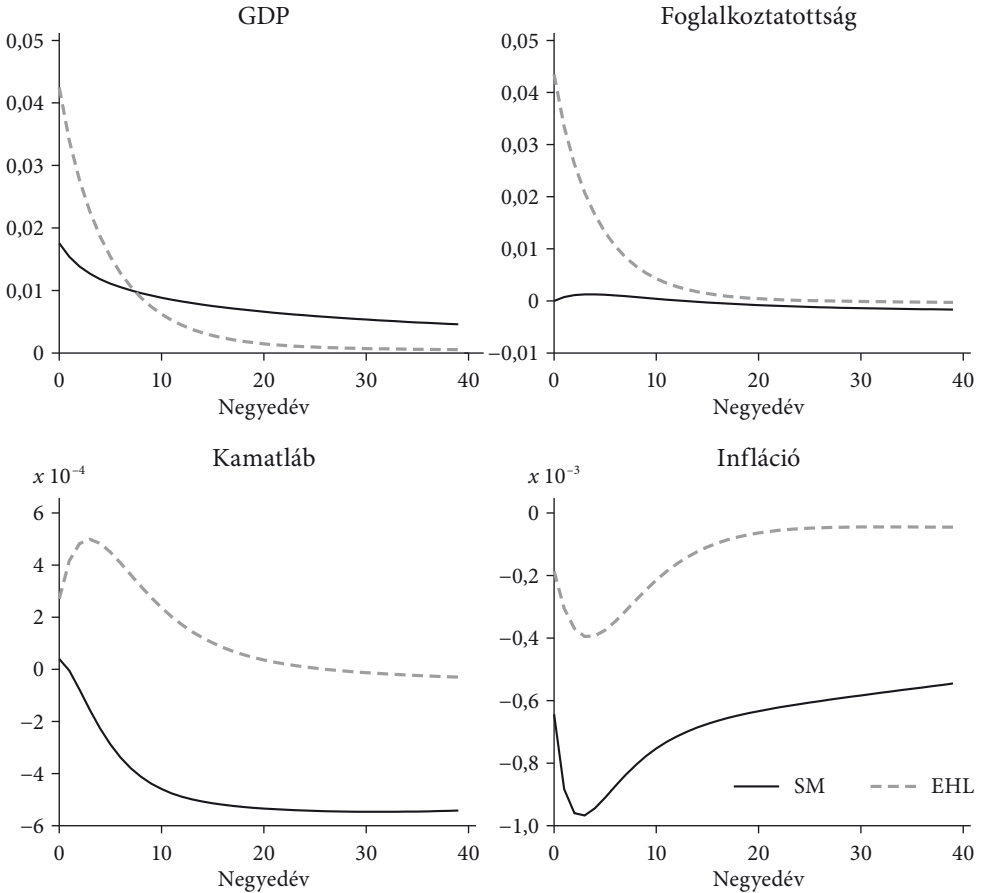 GDP
0,05
0,04
0,03
0,02
0,01
0
0 10 20 30 40
Negyedév
Foglalkoztatottság
0,05
0,04
0,03
0,02
0,01
0
−0,01
0 10 20 30 40
Negyedév
Kamatláb
x 10⁻⁴
6
4
2
0
−2
−4
−6
0 10 20 30 40
Negyedév
Infláció
x 10⁻³
0
−0,2
−0,4
−0,6
−0,8
−1,0
SM EHL
0 10 20 30 40
Negyedév